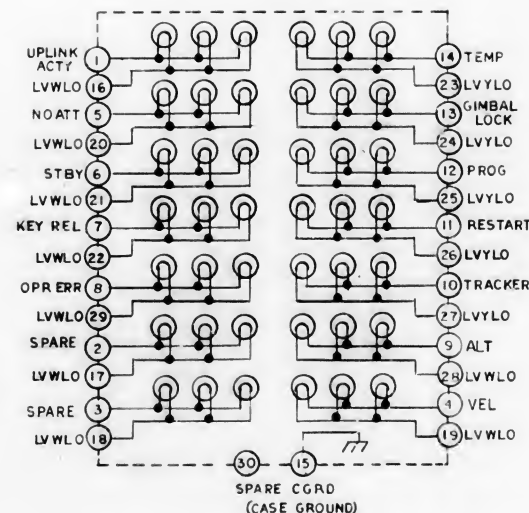 UPLINK
ACTY 1
LVWLO 16
NO ATT 5
LVWLO 20
STBY 6
LVWLO 21
KEY REL 7
LVWLO 22
OPR ERR 8
LVWLO 29
SPARE 2
LVWLO 17
SPARE 3
LVWLO 18
14 TEMP
23 LVYLO
13 GIMBAL
LOCK
24 LVYLO
12 PROG
25 LVYLO
11 RESTART
26 LVYLO
10 TRACKER
27 LVYLO
9 ALT
28 LVWLO
4 VEL
19 LVWLO
30 15
SPARE CGRD
(CASE GROUND)